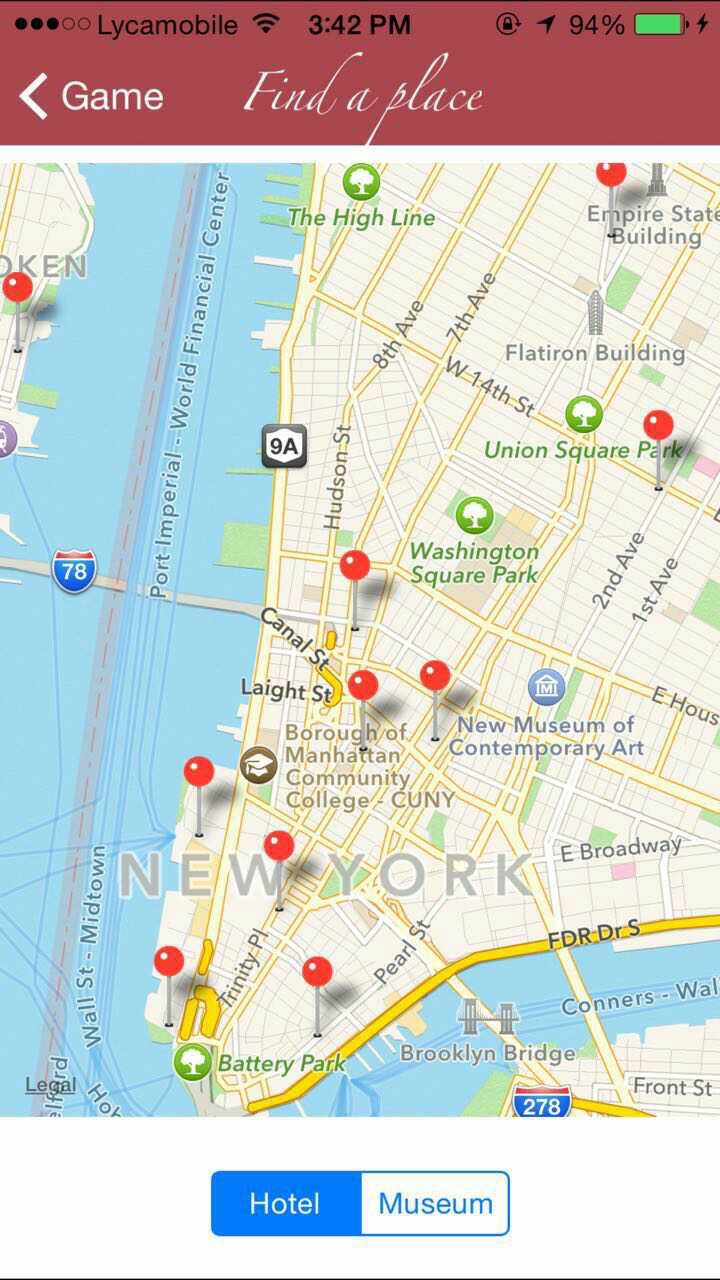 Lycamobile 3:42 PM 94%
Game Find a place
The High Line
Empire State
Building
OKEN
Port Imperial - World Financial Center
8th Ave
7th Ave
Flatiron Building
W 14th St
Union Square Park
9A
Hudson St
Washington
Square Park
78
2nd Ave
1st Ave
Canal St
Laight St
E Hous
New Museum of
Contemporary Art
Borough of
Manhattan
Community
College - CUNY
NEW YORK
E Broadway
Wall St - Midtown
Trinity Pl
Pearl St
FDR Dr S
Conners - Wal
Brooklyn Bridge
Battery Park
Legal
elford
Hob
278
Front St
Hotel Museum